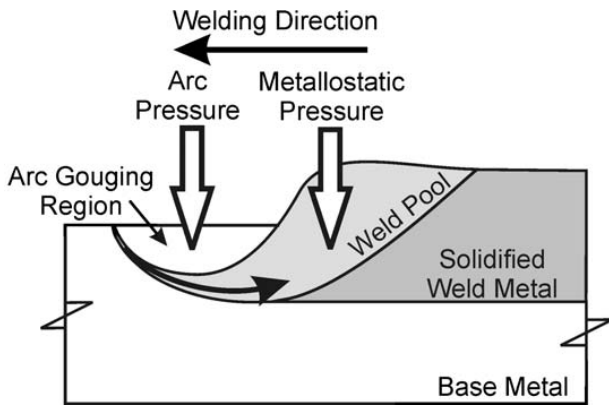 Welding Direction
Arc
Pressure
Metallostatic
Pressure
Arc Gouging
Region
Weld Pool
Solidified
Weld Metal
Base Metal